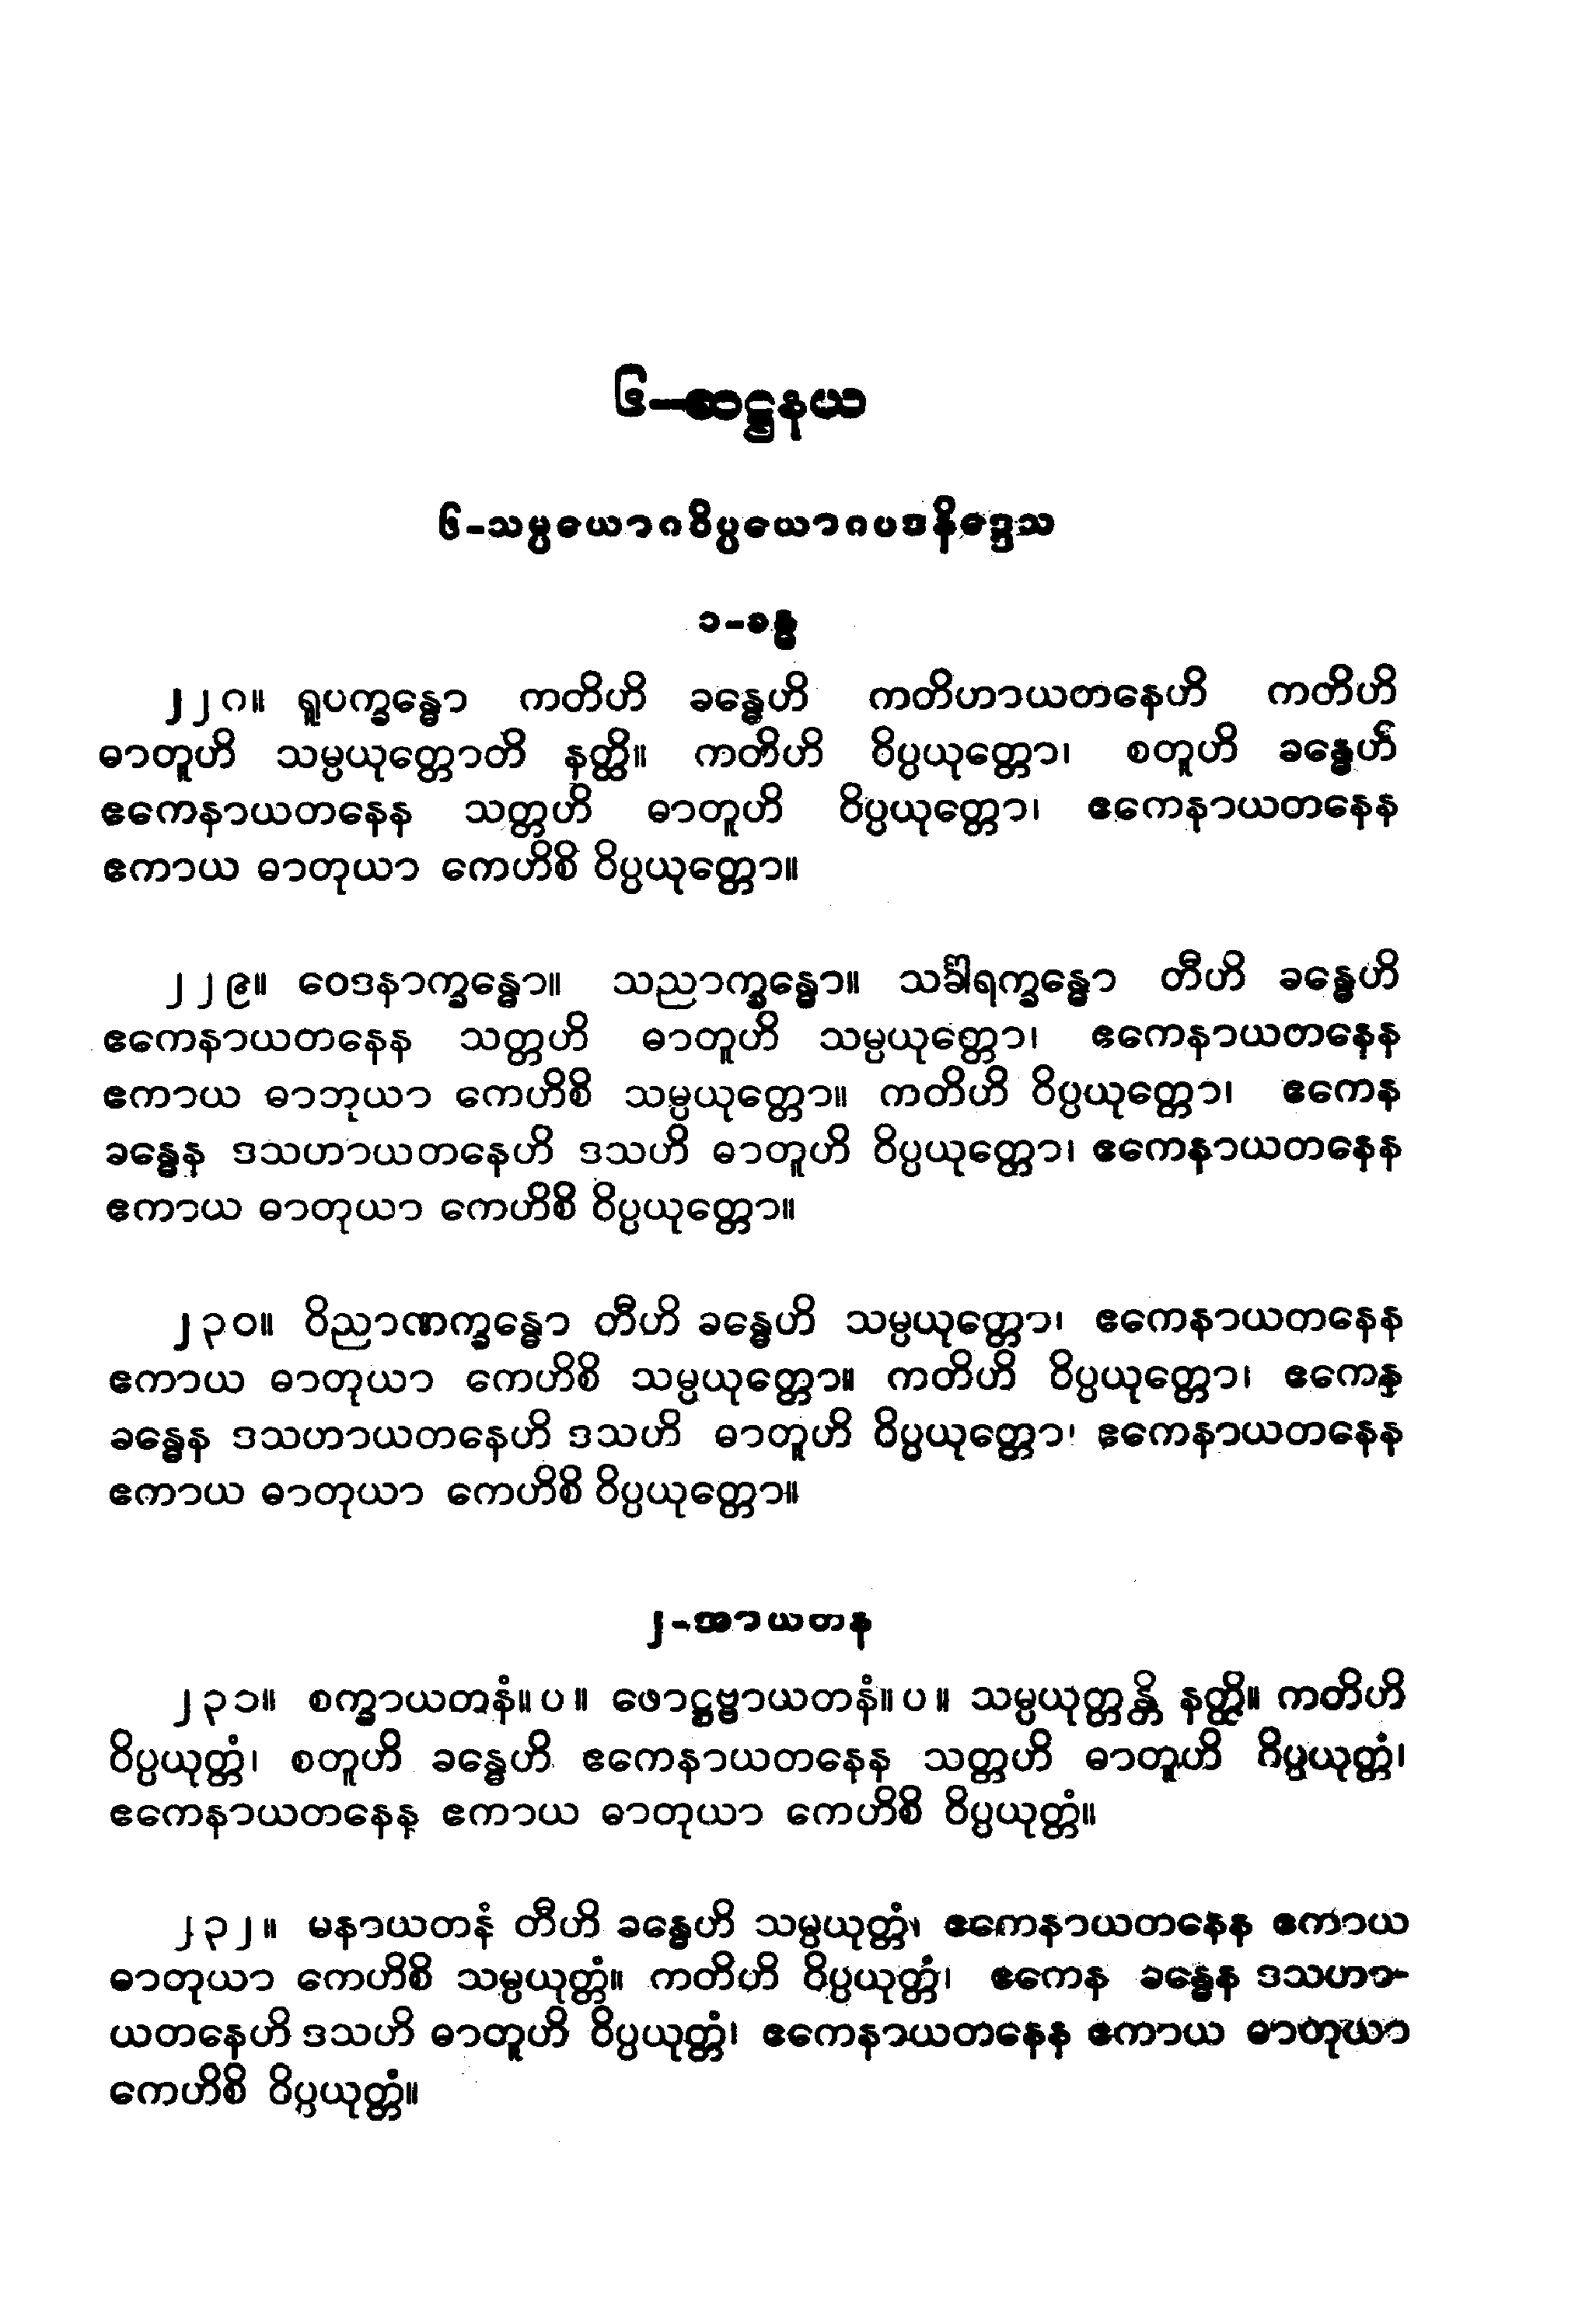 ၆-ဆဋ္ဌနယ
၆-သမ္ပယောဂဝိပ္ပယောဂပဒနိဒ္ဒေသ
၁-ခန္ဓ
၂၂၈။ ရူပက္ခန္ဓော ကတိဟိ ခန္ဓေဟိ ကတိဟာယတနေဟိ ကတိဟိ
ဓာတူဟိ သမ္ပယုတ္တောတိ နတ္ထိ။ ကတိဟိ ဝိပ္ပယုတ္တော၊ စတူဟိ ခန္ဓေဟိ
ဧကေနာယတနေန သတ္တဟိ ဓာတူဟိ ဝိပ္ပယုတ္တော၊ ဧကေနာယတနေန
ဧကာယ ဓာတုယာ ကေဟိစိ ဝိပ္ပယုတ္တော။
၂၂၉။ ဝေဒနာက္ခန္ဓော။ သညာက္ခန္ဓော။ သင်္ခါရက္ခန္ဓော တီဟိ ခန္ဓေဟိ
ဧကေနာယတနေန သတ္တဟိ ဓာတူဟိ သမ္ပယုတ္တော၊ ဧကေနာယတနေန
ဧကာယ ဓာတုယာ ကေဟိစိ သမ္ပယုတ္တော။ ကတိဟိ ဝိပ္ပယုတ္တော၊ ဧကေန
ခန္ဓေန ဒသဟာယတနေဟိ ဒသဟိ ဓာတူဟိ ဝိပ္ပယုတ္တော၊ ဧကေနာယတနေန
ဧကာယ ဓာတုယာ ကေဟိစိ ဝိပ္ပယုတ္တော။
၂၃၀။ ဝိညာဏက္ခန္ဓော တီဟိ ခန္ဓေဟိ သမ္ပယုတ္တော၊ ဧကေနာယတနေန
ဧကာယ ဓာတုယာ ကေဟိစိ သမ္ပယုတ္တော။ ကတိဟိ ဝိပ္ပယုတ္တော၊ ဧကေန
ခန္ဓေန ဒသဟာယတနေဟိ ဒသဟိ ဓာတူဟိ ဝိပ္ပယုတ္တော၊ ဧကေနာယတနေန
ဧကာယ ဓာတုယာ ကေဟိစိ ဝိပ္ပယုတ္တော။
၂-အာယတန
၂၃၁။ စက္ခာယတနံ။ပ။ ဖောဋ္ဌဗ္ဗာယတနံ။ပ။ သမ္ပယုတ္တန္တိ နတ္ထိ။ ကတိဟိ
ဝိပ္ပယုတ္တံ၊ စတူဟိ ခန္ဓေဟိ ဧကေနာယတနေန သတ္တဟိ ဓာတူဟိ ဝိပ္ပယုတ္တံ၊
ဧကေနာယတနေန ဧကာယ ဓာတုယာ ကေဟိစိ ဝိပ္ပယုတ္တံ။
၂၃၂။ မနာယတနံ တီဟိ ခန္ဓေဟိ သမ္ပယုတ္တံ၊ ဧကေနာယတနေန ဧကာယ
ဓာတုယာ ကေဟိစိ သမ္ပယုတ္တံ။ ကတိဟိ ဝိပ္ပယုတ္တံ၊ ဧကေန ခန္ဓေန ဒသဟာ-
ယတနေဟိ ဒသဟိ ဓာတူဟိ ဝိပ္ပယုတ္တံ၊ ဧကေနာယတနေန ဧကာယ ဓာတုယာ
ကေဟိစိ ဝိပ္ပယုတ္တံ။